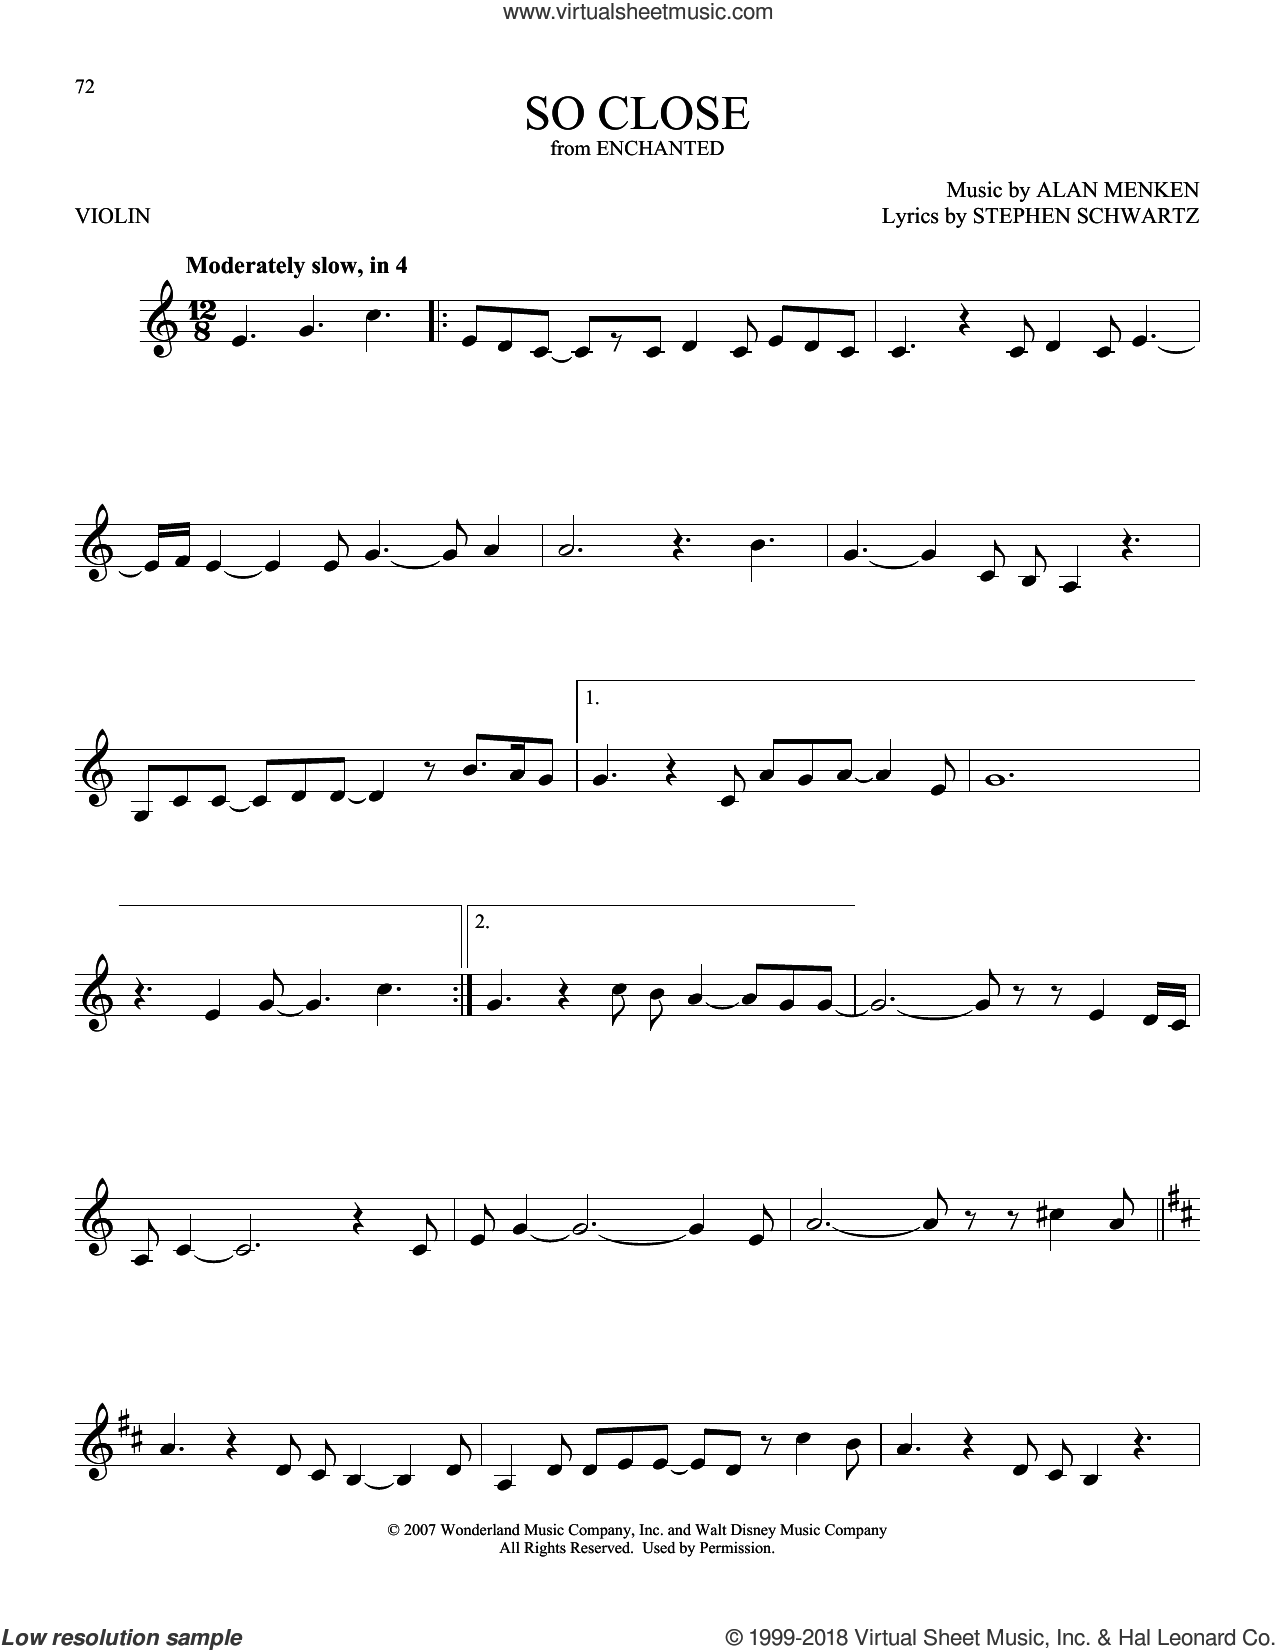 www.virtualsheetmusic.com
72
SO CLOSE
from ENCHANTED
Music by ALAN MENKEN
VIOLIN
Lyrics by STEPHEN SCHWARTZ
Moderately slow, in 4
12
8
1.
2.
© 2007 Wonderland Music Company, Inc. and Walt Disney Music Company
All Rights Reserved. Used by Permission.
Low resolution sample
© 1999-2018 Virtual Sheet Music, Inc. & Hal Leonard Co.